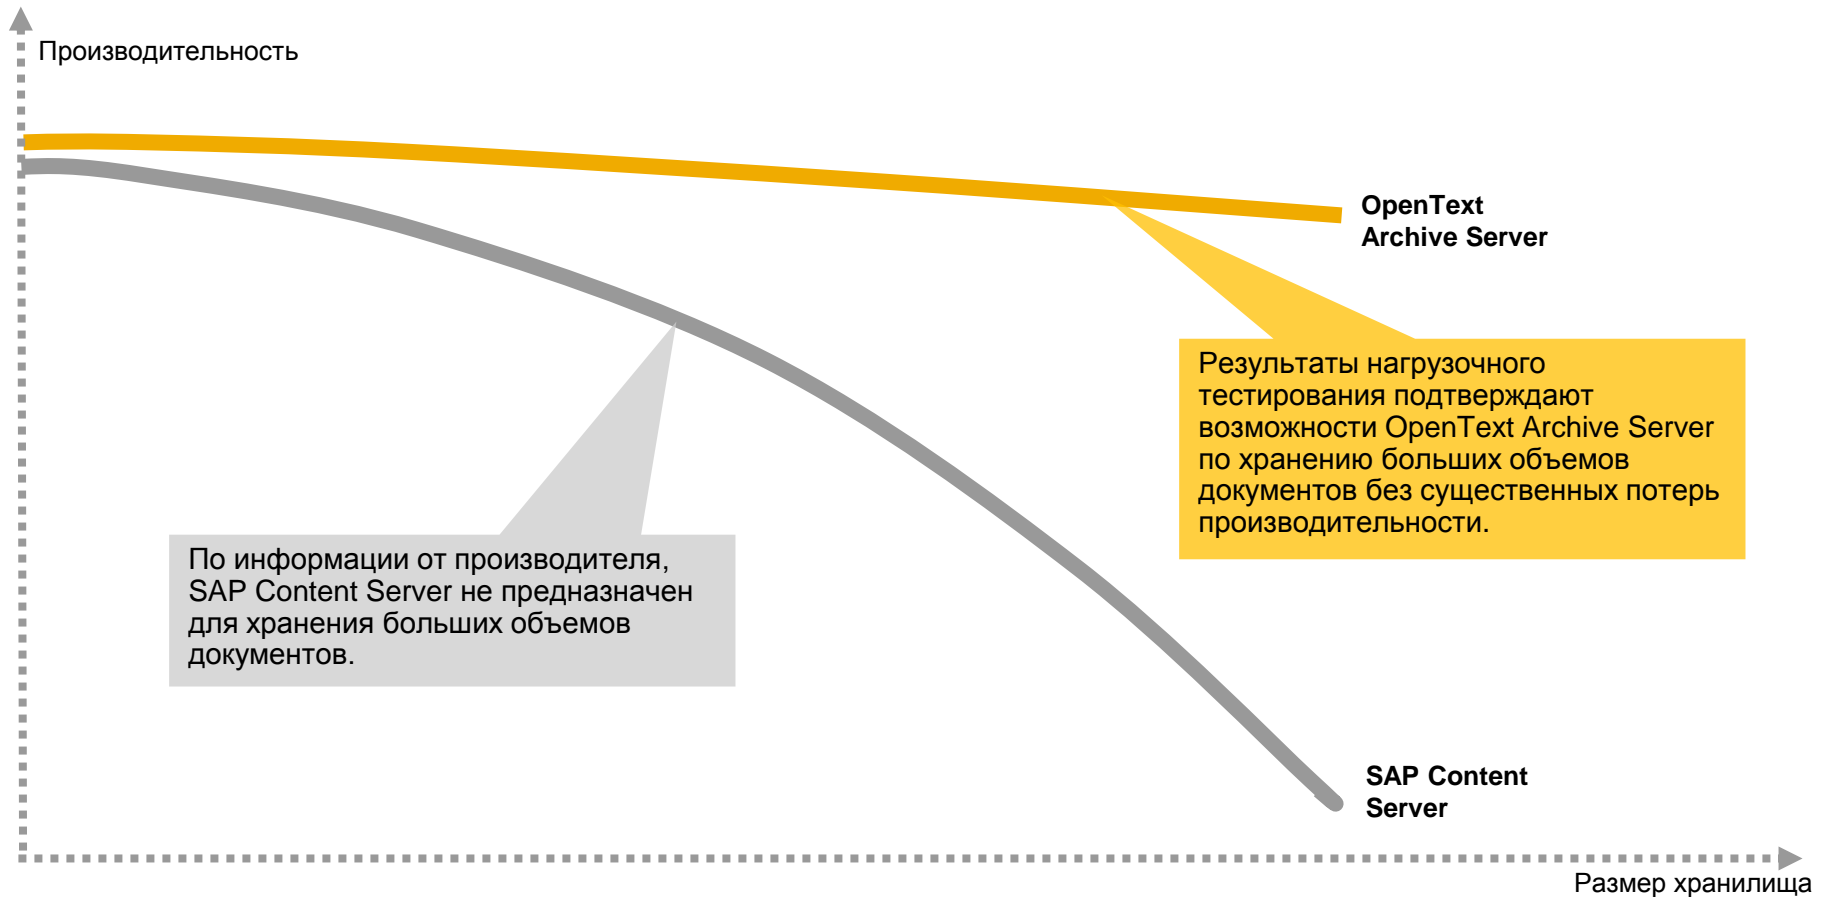 Производительность
OpenText
Archive Server
Результаты нагрузочного
тестирования подтверждают
возможности OpenText Archive Server
по хранению больших объемов
документов без существенных потерь
производительности.
По информации от производителя,
SAP Content Server не предназначен
для хранения больших объемов
документов.
SAP Content
Server
Размер хранилища